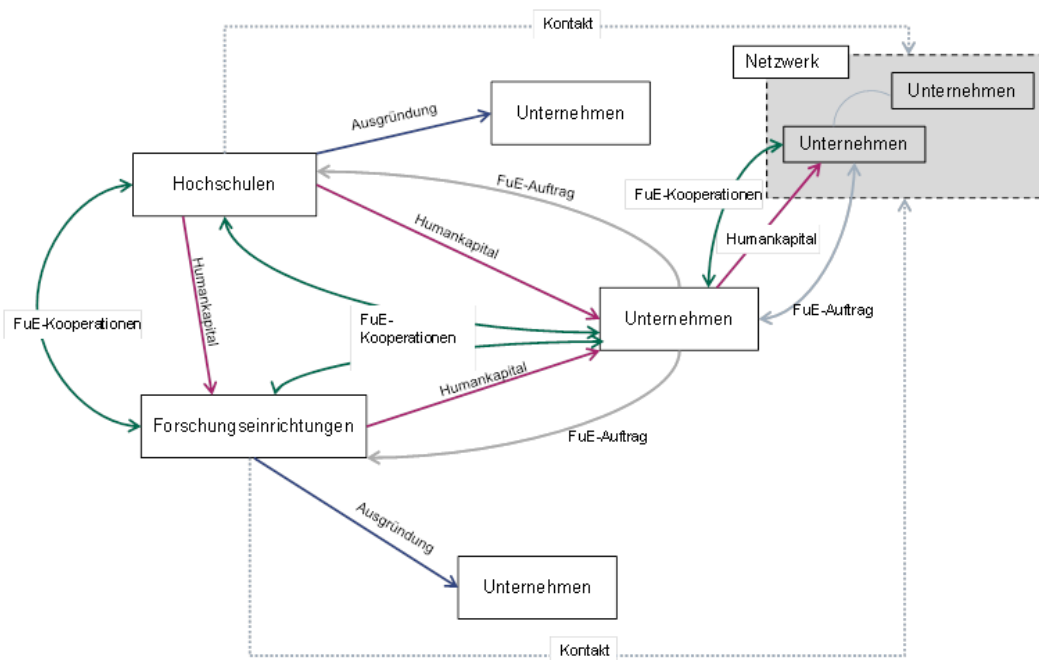 Kontakt
Netzwerk
Unternehmen
Unternehmen
Ausgründung
Unternehmen
Hochschulen
FuE-Auftrag
FuE-Kooperationen
Humankapital
Humankapital
Humankapital
FuE-Kooperationen
FuE-
Kooperationen
Unternehmen
FuE-Auftrag
Humankapital
Forschungseinrichtungen
FuE-Auftrag
Ausgründung
Unternehmen
Kontakt